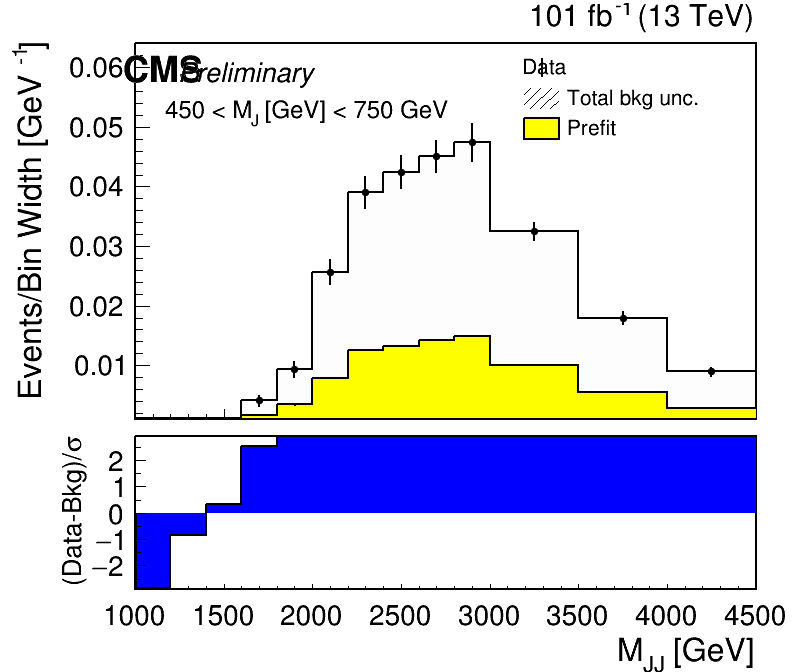 101 fb-1 (13 TeV)
Events/Bin Width [GeV-1]
CMS Preliminary
450 < MJ [GeV] < 750 GeV
Data
Total bkg unc.
Prefit
0.06
0.05
0.04
0.03
0.02
0.01
(Data-Bkg)/σ
2
1
0
−1
−2
1000 1500 2000 2500 3000 3500 4000 4500
MJJ [GeV]